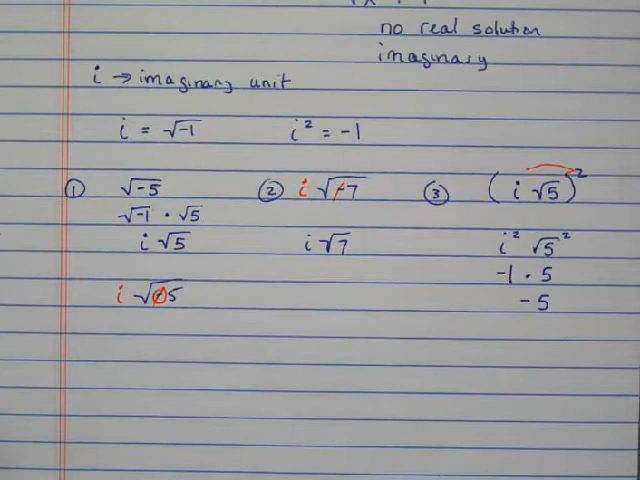 no real solution
imaginary
i → imaginary unit
i = √-1
i² = -1
① √-5
√-1 · √5
i√5
i √-5
② i √-7
i√7
③ (i√5)²
i² √5²
-1 · 5
-5